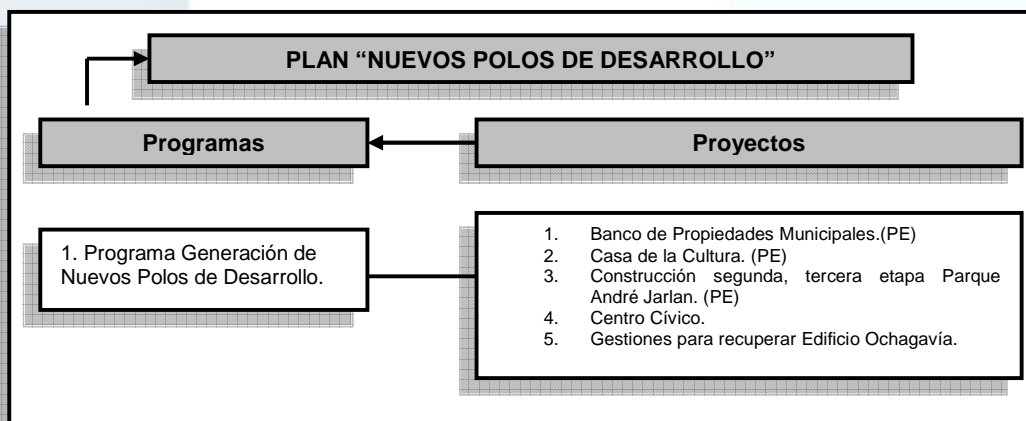 PLAN “NUEVOS POLOS DE DESARROLLO”
Programas
Proyectos
1. Programa Generación de
Nuevos Polos de Desarrollo.
1. Banco de Propiedades Municipales.(PE)
2. Casa de la Cultura. (PE)
3. Construcción segunda, tercera etapa Parque
André Jarlan. (PE)
4. Centro Cívico.
5. Gestiones para recuperar Edificio Ochagavía.